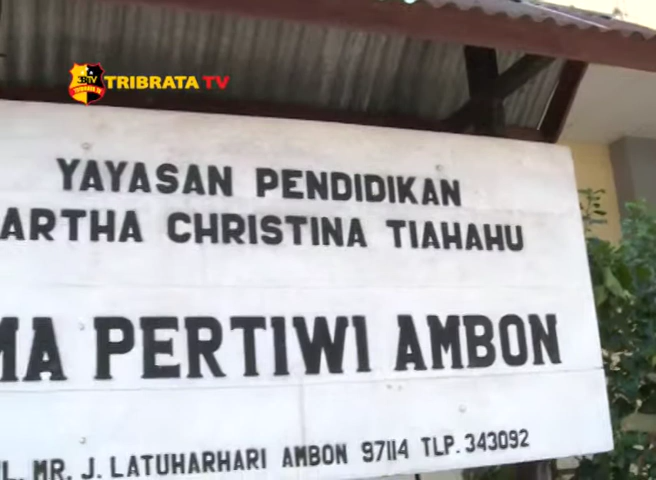 TRIBRATA TV
YAYASAN PENDIDIKAN
ARTHA CHRISTINA TIAHAHU
MA PERTIWI AMBON
L. MR. J. LATUHARHARI AMBON 97114 TLP. 343092